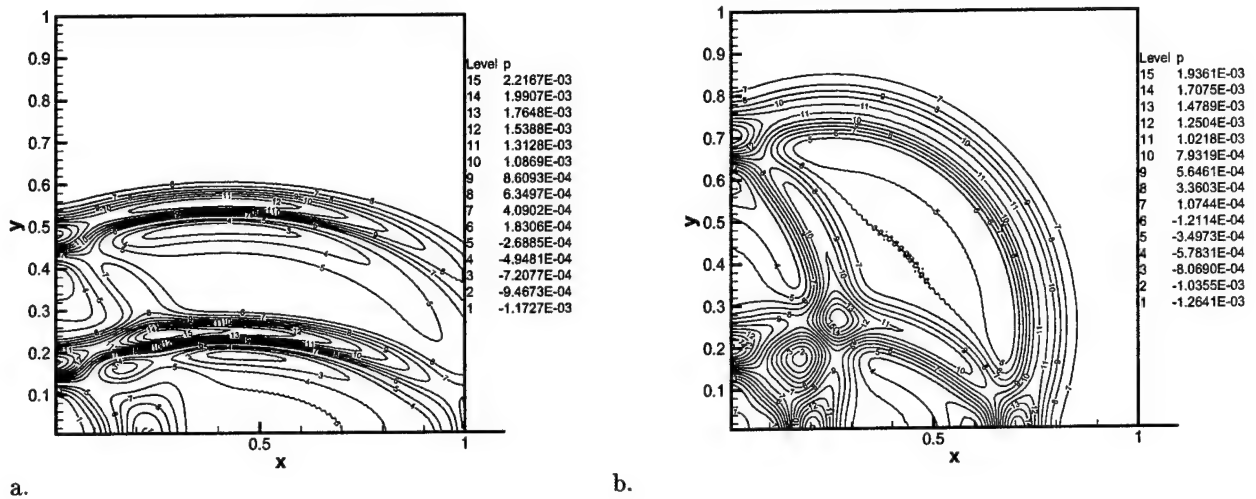 1
0.9
0.8
0.7
0.6
0.5
0.4
0.3
0.2
0.1
y
0.5
1
x
Level p
15 2.2167E-03
14 1.9907E-03
13 1.7648E-03
12 1.5388E-03
11 1.3128E-03
10 1.0869E-03
9 8.6093E-04
8 6.3497E-04
7 4.0902E-04
6 1.8306E-04
5 -2.6885E-04
4 -4.9481E-04
3 -7.2077E-04
2 -9.4673E-04
1 -1.1727E-03
a.
1
0.9
0.8
0.7
0.6
0.5
0.4
0.3
0.2
0.1
y
0.5
1
x
Level p
15 1.9361E-03
14 1.7075E-03
13 1.4789E-03
12 1.2504E-03
11 1.0218E-03
10 7.9319E-04
9 5.6461E-04
8 3.3603E-04
7 1.0744E-04
6 -1.2114E-04
5 -3.4973E-04
4 -5.7831E-04
3 -8.0690E-04
2 -1.0355E-03
1 -1.2641E-03
b.